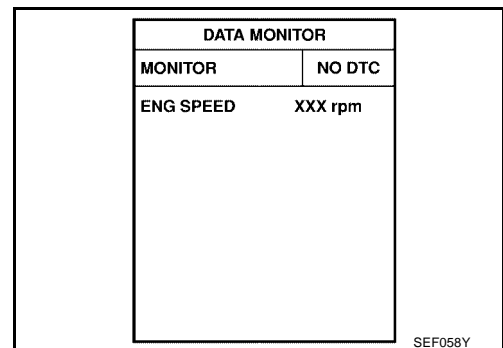 DATA MONITOR
MONITOR NO DTC
ENG SPEED XXX rpm
SEF058Y